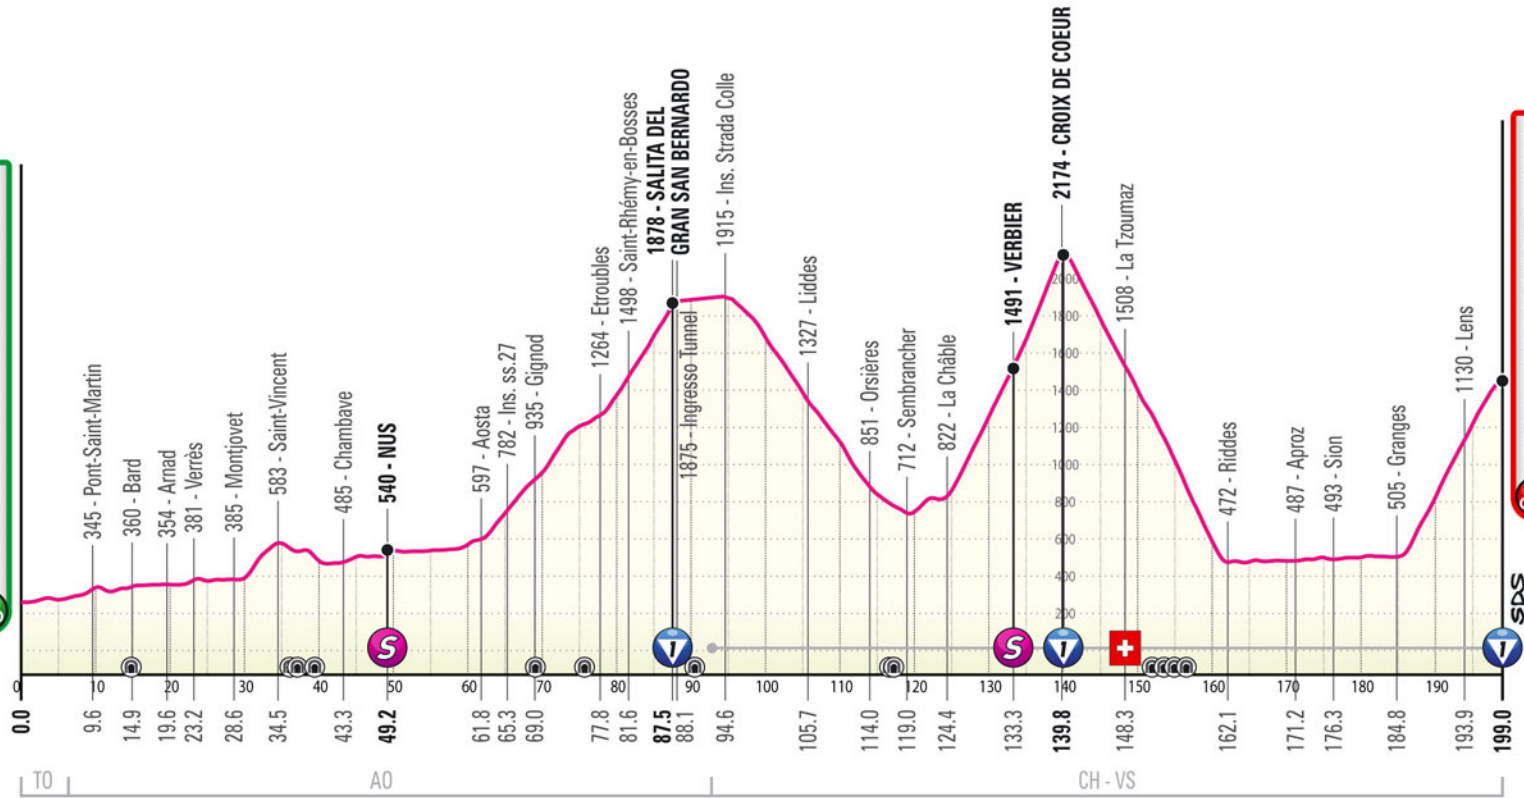 345 - Pont-Saint-Martin
360 - Bard
354 - Arnad
381 - Verrès
385 - Montjovet
583 - Saint-Vincent
485 - Chambave
540 - NUS
597 - Aosta
782 - Ins. ss.27
935 - Gignod
1264 - Etroubles
1498 - Saint-Rhémy-en-Bosses
1878 - SALITA DEL
GRAN SAN BERNARDO
1875 - Ingresso Tunnel
1915 - Ins. Strada Colle
1327 - Liddes
851 - Orsières
712 - Sembrancher
822 - La Châble
1491 - VERBIER
2174 - CROIX DE COEUR
1508 - La Tzoumaz
472 - Riddes
487 - Aproz
493 - Sion
505 - Granges
1130 - Lens
2000
1800
1600
1400
1200
1000
800
600
400
200
SDS
S
1
S
1
1
0 10 20 30 40 50 60 70 80 90 100 110 120 130 140 150 160 170 180 190
0.0 9.6 14.9 19.6 23.2 28.6 34.5 43.3 49.2 61.8 65.3 69.0 77.8 81.6 87.5 88.1 94.6 105.7 114.0 119.0 124.4 133.3 139.8 148.3 162.1 171.2 176.3 184.8 193.9 199.0
TO AO CH - VS